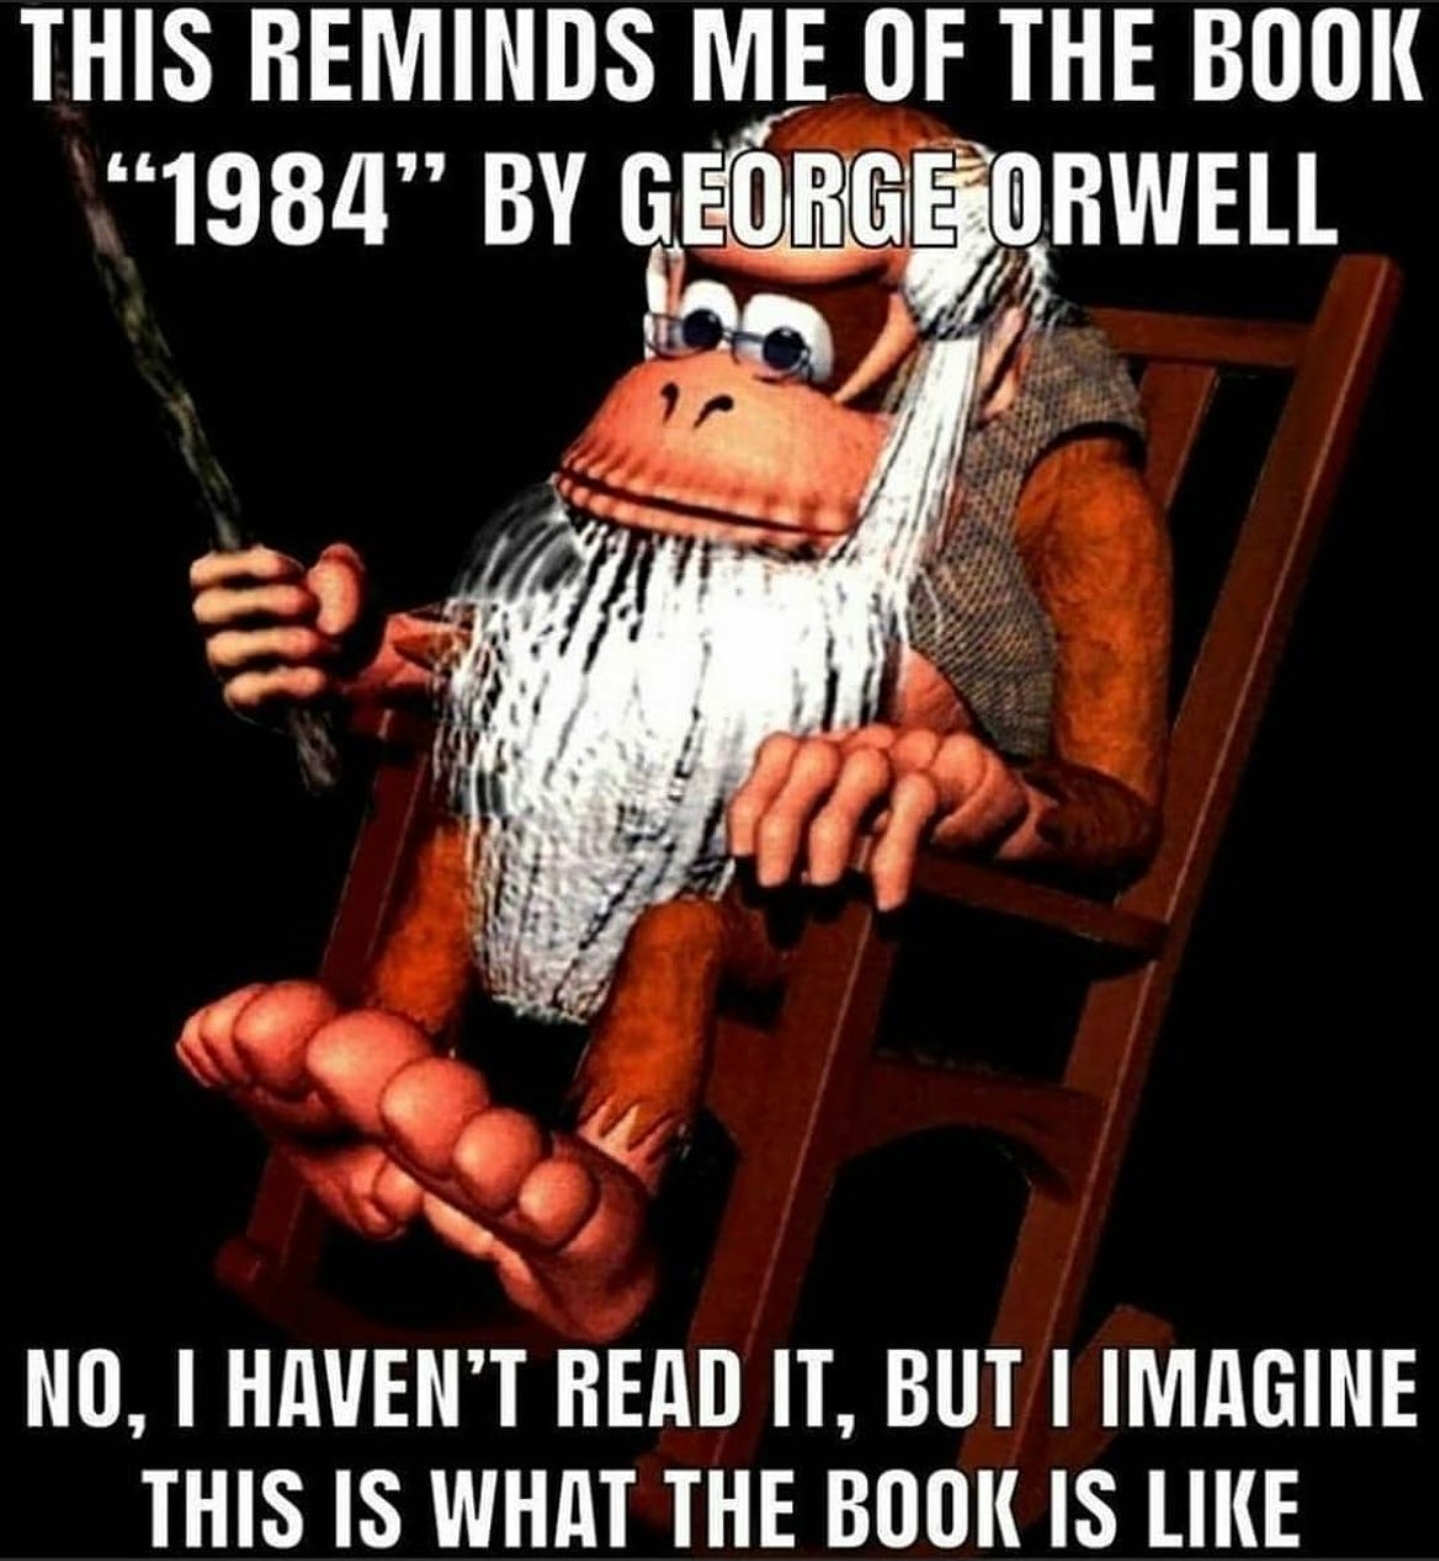 THIS REMINDS ME OF THE BOOK
“1984” BY GEORGE ORWELL
NO, I HAVEN’T READ IT, BUT I IMAGINE
THIS IS WHAT THE BOOK IS LIKE